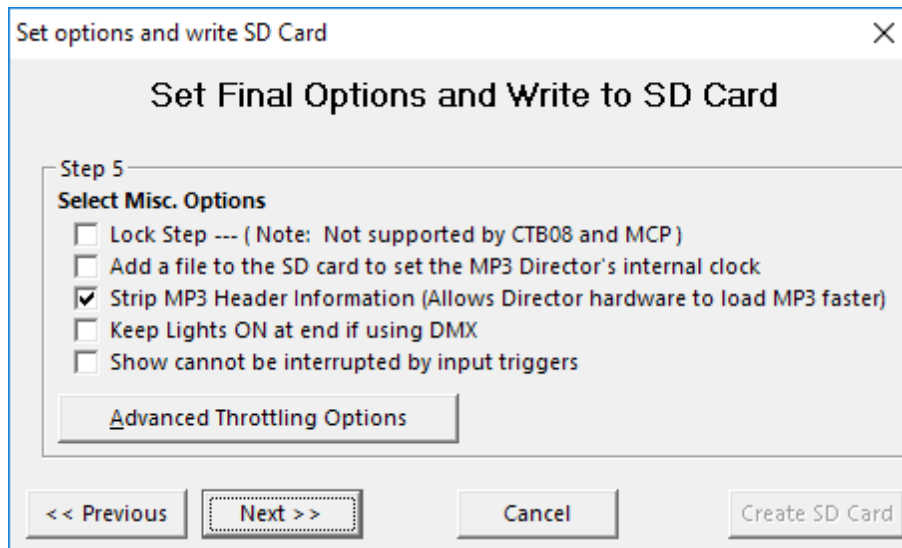 Set options and write SD Card
Set Final Options and Write to SD Card
Step 5
Select Misc. Options
Lock Step --- ( Note:  Not supported by CTB08 and MCP )
Add a file to the SD card to set the MP3 Director's internal clock
Strip MP3 Header Information (Allows Director hardware to load MP3 faster)
Keep Lights ON at end if using DMX
Show cannot be interrupted by input triggers
Advanced Throttling Options
<< Previous
Next >>
Cancel
Create SD Card